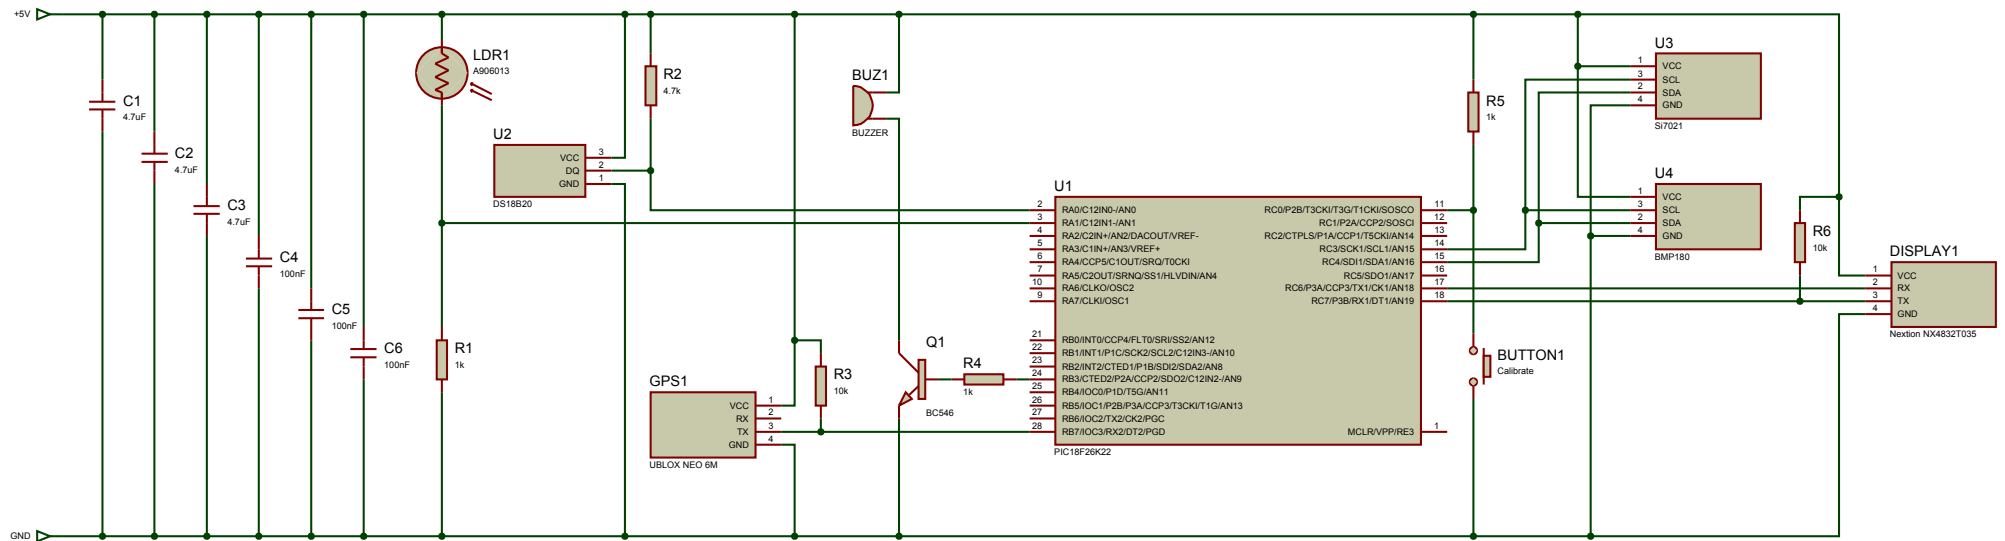 +5V
GND
C1
4.7uF
C2
4.7uF
C3
4.7uF
C4
100nF
C5
100nF
C6
100nF
LDR1
A906013
R1
1k
U2
VCC 3
DQ 2
GND 1
DS18B20
R2
4.7k
GPS1
VCC 1
RX 2
TX 3
GND 4
UBLOX NEO 6M
R3
10k
BUZ1
BUZZER
Q1
BC546
R4
1k
U1
2 RA0/C12IN0-/AN0
3 RA1/C12IN1-/AN1
4 RA2/C2IN+/AN2/DACOUT/VREF-
5 RA3/C1IN+/AN3/VREF+
6 RA4/CCP5/C1OUT/SRQ/T0CKI
7 RA5/C2OUT/SRNQ/SS1/HLVDIN/AN4
10 RA6/CLKO/OSC2
9 RA7/CLKI/OSC1
21 RB0/INT0/CCP4/FLT0/SRI/SS2/AN12
22 RB1/INT1/P1C/SCK2/SCL2/C12IN3-/AN10
23 RB2/INT2/CTED1/P1B/SDI2/SDA2/AN8
24 RB3/CTED2/P2A/CCP2/SDO2/C12IN2-/AN9
25 RB4/IOC0/P1D/T5G/AN11
26 RB5/IOC1/P2B/P3A/CCP3/T3CKI/T1G/AN13
27 RB6/IOC2/TX2/CK2/PGC
28 RB7/IOC3/RX2/DT2/PGD
RC0/P2B/T3CKI/T3G/T1CKI/SOSCO 11
RC1/P2A/CCP2/SOSCI 12
RC2/CTPLS/P1A/CCP1/T5CKI/AN14 13
RC3/SCK1/SCL1/AN15 14
RC4/SDI1/SDA1/AN16 15
RC5/SDO1/AN17 16
RC6/P3A/CCP3/TX1/CK1/AN18 17
RC7/P3B/RX1/DT1/AN19 18
MCLR/VPP/RE3 1
PIC18F26K22
R5
1k
BUTTON1
Calibrate
U3
1 VCC
3 SCL
2 SDA
4 GND
Si7021
U4
1 VCC
3 SCL
2 SDA
4 GND
BMP180
R6
10k
DISPLAY1
1 VCC
2 RX
3 TX
4 GND
Nextion NX4832T035